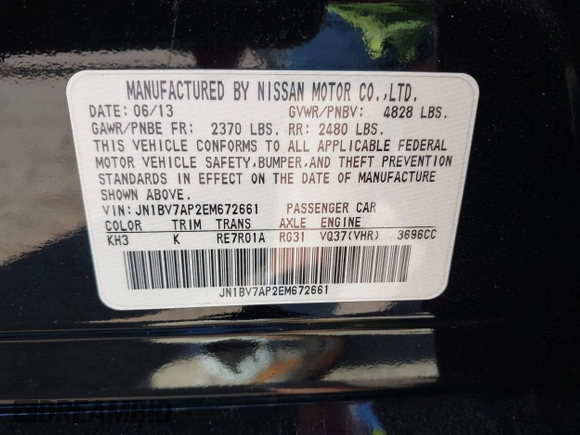 MANUFACTURED BY NISSAN MOTOR CO.,LTD.
DATE: 06/13 GVWR/PNBV: 4828 LBS.
GAWR/PNBE FR: 2370 LBS. RR: 2480 LBS.
THIS VEHICLE CONFORMS TO ALL APPLICABLE FEDERAL
MOTOR VEHICLE SAFETY,BUMPER,AND THEFT PREVENTION
STANDARDS IN EFFECT ON THE DATE OF MANUFACTURE
SHOWN ABOVE.
VIN: JN1BV7AP2EM672661 PASSENGER CAR
COLOR TRIM TRANS AXLE ENGINE
KH3 K RE7R01A RG31 VQ37(VHR) 3696CC
JN1BV7AP2EM672661
DREAMBID